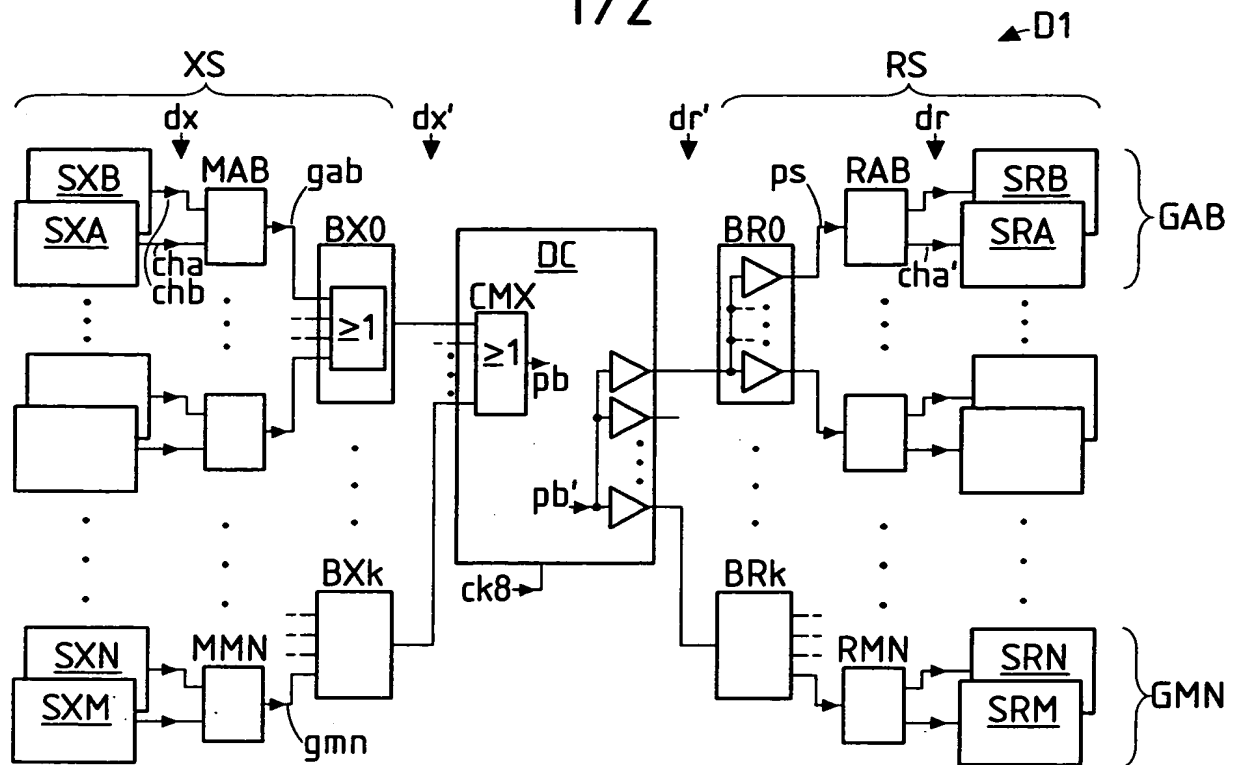 1/2
D1
XS
RS
dx
dx'
dr'
dr
SXB
MAB
gab
ps
RAB
SRB
SXA
BX0
DC
BR0
SRA
GAB
cha
chb
cha'
CMX
≥1
≥1
pb
pb'
ck8
BXk
BRk
SXN
MMN
RMN
SRN
SXM
SRM
GMN
gmn